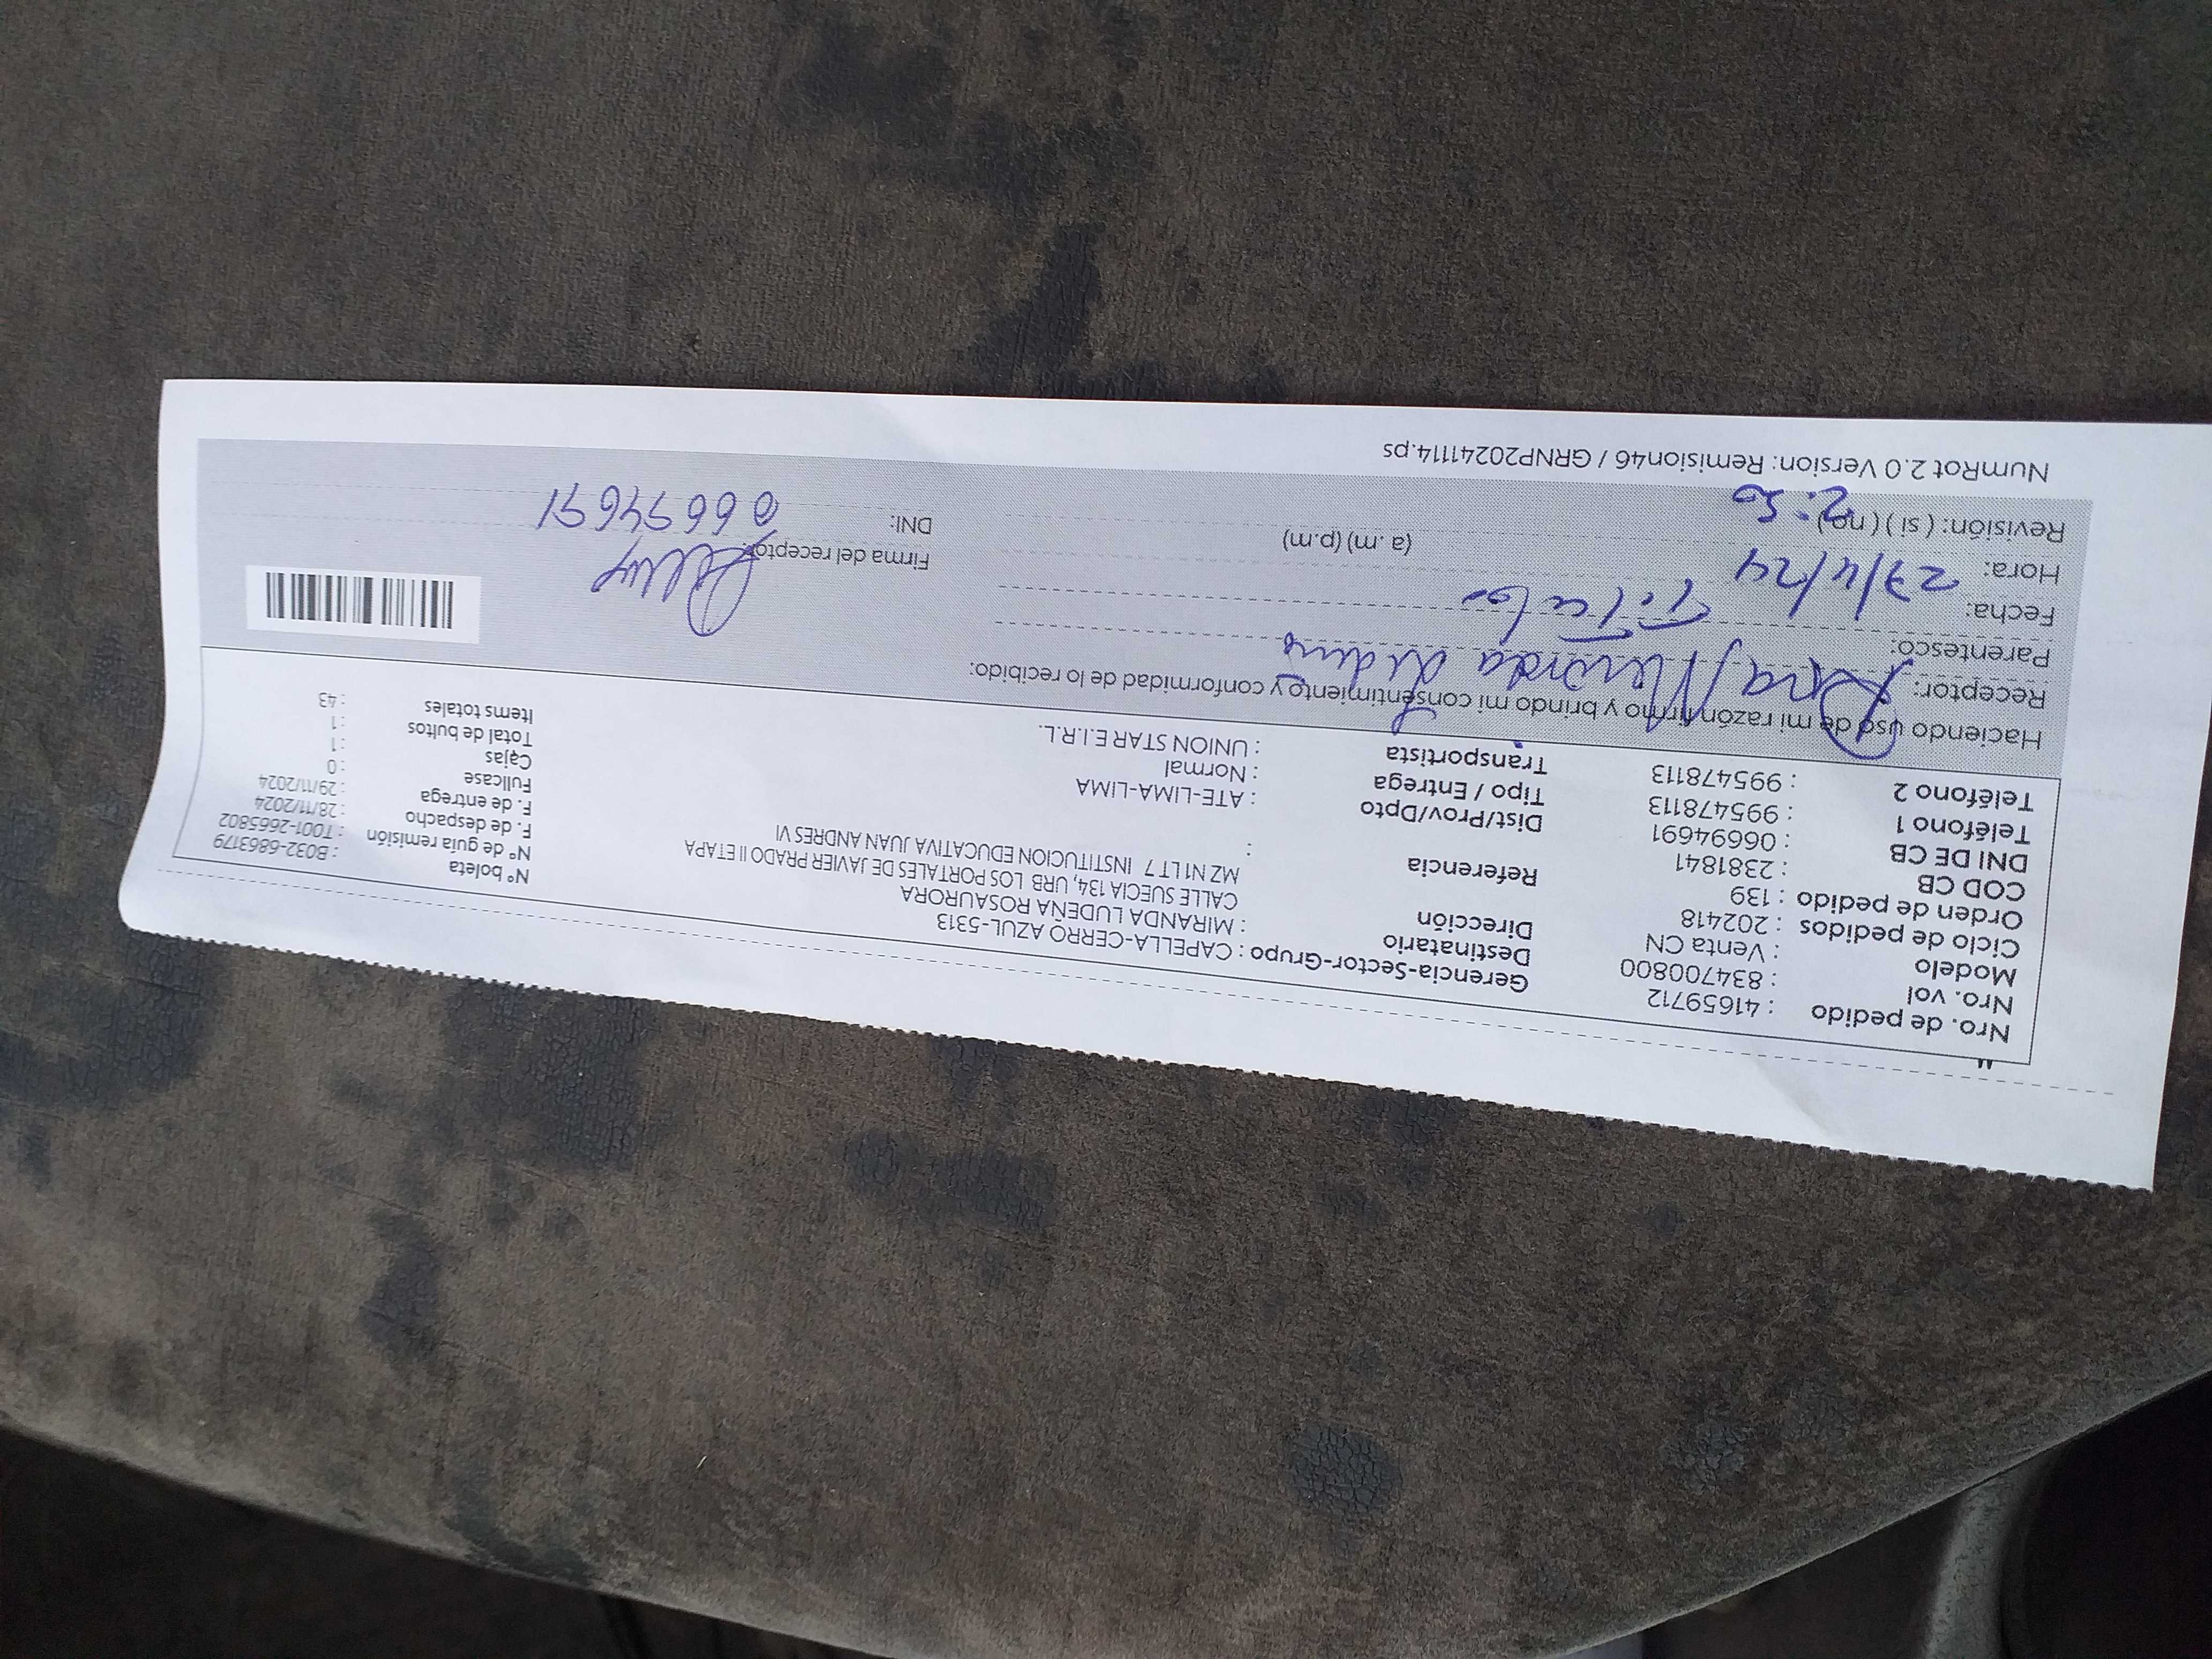 Nro. de pedido : 41659712
Nro. vol : 834700800
Modelo : Venta CN
Ciclo de pedidos : 202418
Orden de pedido : 139
COD CB : 2381841
DNI DE CB : 06694691
Teléfono 1 : 995478113
Teléfono 2 : 995478113
Gerencia-Sector-Grupo : CAPELLA-CERRO AZUL-5313
Destinatario : MIRANDA LUDEÑA ROSAURORA
Dirección : CALLE SUECIA 134, URB LOS PORTALES DE JAVIER PRADO II ETAPA
MZ N1 LT 7 INSTITUCION EDUCATIVA JUAN ANDRES VI
Referencia :
Dist/Prov/Dpto : ATE-LIMA-LIMA
Tipo / Entrega : Normal
Transportista : UNION STAR E.I.R.L.
N° boleta : B032-6863179
N° de guía remisión : T001-2665802
F. de despacho : 28/11/2024
F. de entrega : 29/11/2024
Fullcase : 0
Cajas : 1
Total de bultos : 1
Items totales : 43
Haciendo uso de mi razón firmo y brindo mi consentimiento y conformidad de lo recibido:
Receptor: Miranda
Parentesco: Titular
Fecha: 27/11/24
Hora: (a.m) (p.m)
Revisión: ( si ) ( no ) 2:50
Firma del receptor:
DNI: 06694691
NumRot 2.0 Version: Remision46 / GRNP20241114.ps